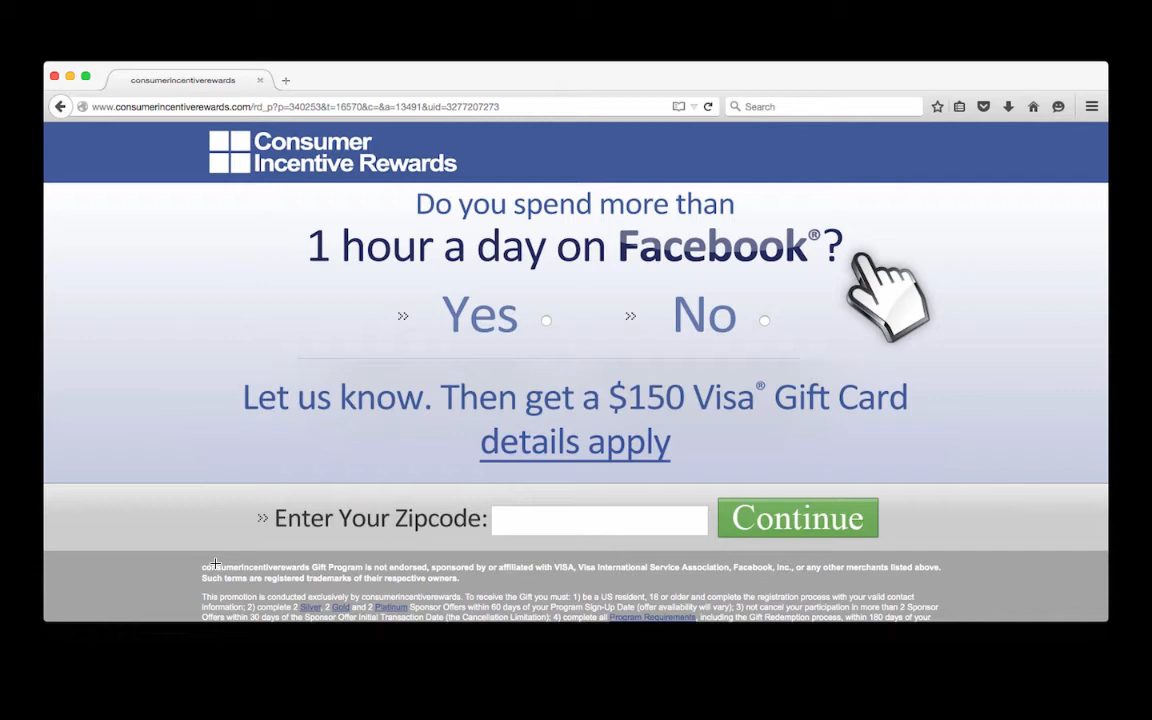 consumerincentiverewards
www.consumerincentiverewards.com/rd_p?p=340253&t=16570&c=&a=13491&uid=3277207273
Search
Consumer
Incentive Rewards
Do you spend more than
1 hour a day on Facebook®?
» Yes » No
Let us know. Then get a $150 Visa® Gift Card
details apply
» Enter Your Zipcode:
Continue
consumerincentiverewards Gift Program is not endorsed, sponsored by or affiliated with VISA, Visa International Service Association, Facebook, Inc., or any other merchants listed above.
Such terms are registered trademarks of their respective owners.
This promotion is conducted exclusively by consumerincentiverewards. To receive the Gift you must: 1) be a US resident, 18 or older and complete the registration process with your valid contact
information; 2) complete 2 Silver, 2 Gold and 2 Platinum Sponsor Offers within 60 days of your Program Sign-Up Date (offer availability will vary); 3) not cancel your participation in more than 2 Sponsor
Offers within 30 days of the Sponsor Offer Initial Transaction Date (the Cancellation Limitation); 4) complete all Program Requirements, including the Gift Redemption process, within 180 days of your